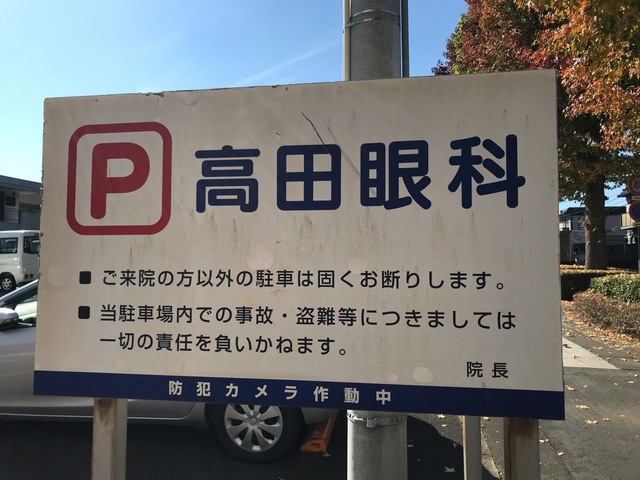 P 高田眼科
■ ご来院の方以外の駐車は固くお断りします。
■ 当駐車場内での事故・盗難等につきましては
一切の責任を負いかねます。
院長
防犯カメラ作動中